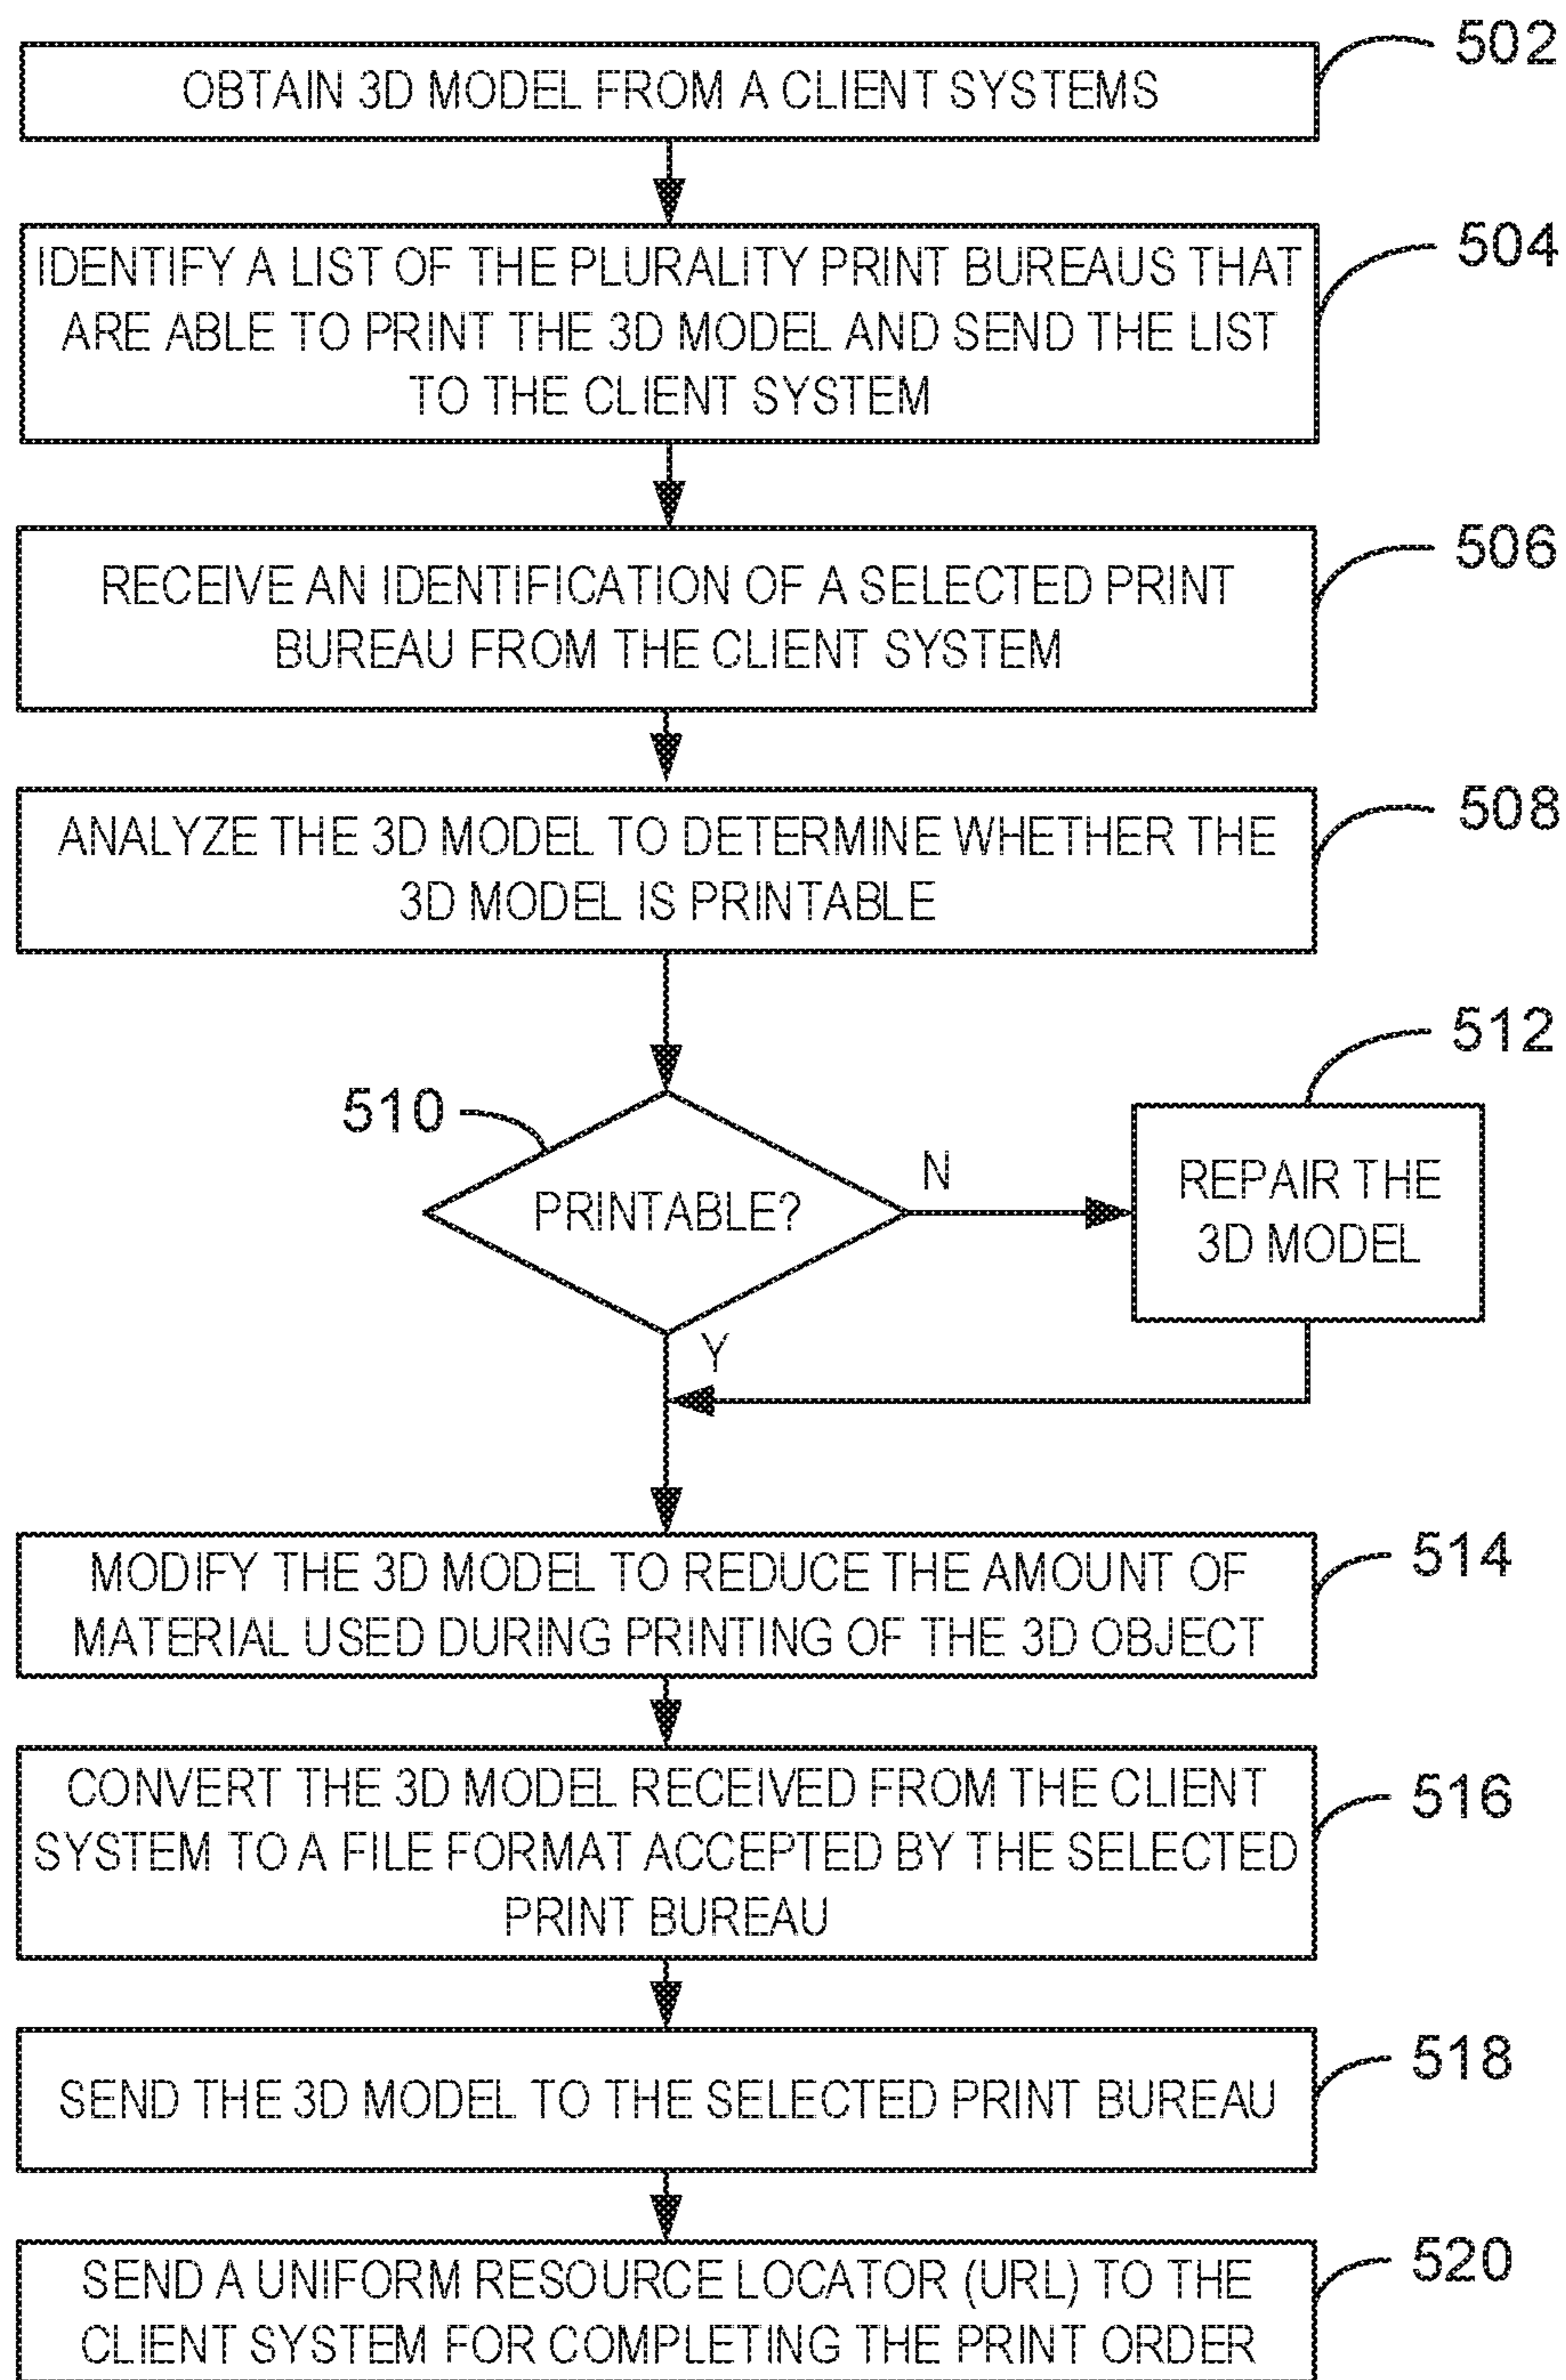 502
OBTAIN 3D MODEL FROM A CLIENT SYSTEMS
504
IDENTIFY A LIST OF THE PLURALITY PRINT BUREAUS THAT
ARE ABLE TO PRINT THE 3D MODEL AND SEND THE LIST
TO THE CLIENT SYSTEM
506
RECEIVE AN IDENTIFICATION OF A SELECTED PRINT
BUREAU FROM THE CLIENT SYSTEM
508
ANALYZE THE 3D MODEL TO DETERMINE WHETHER THE
3D MODEL IS PRINTABLE
510
PRINTABLE?
N
512
REPAIR THE
3D MODEL
Y
514
MODIFY THE 3D MODEL TO REDUCE THE AMOUNT OF
MATERIAL USED DURING PRINTING OF THE 3D OBJECT
516
CONVERT THE 3D MODEL RECEIVED FROM THE CLIENT
SYSTEM TO A FILE FORMAT ACCEPTED BY THE SELECTED
PRINT BUREAU
518
SEND THE 3D MODEL TO THE SELECTED PRINT BUREAU
520
SEND A UNIFORM RESOURCE LOCATOR (URL) TO THE
CLIENT SYSTEM FOR COMPLETING THE PRINT ORDER